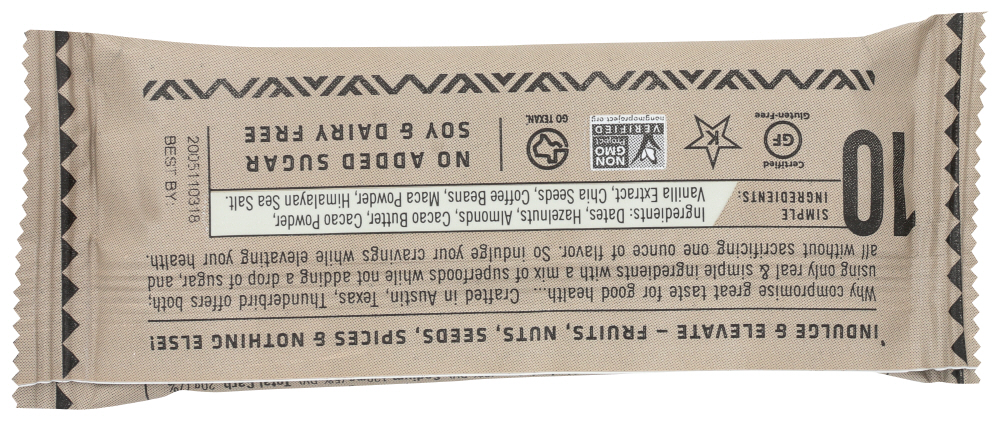 *INDULGE & ELEVATE – FRUITS, NUTS, SEEDS, SPICES & NOTHING ELSE!
Why compromise great taste for good health.... Crafted in Austin, Texas, Thunderbird offers both;
using only real & simple ingredients with a mix of superfoods while not adding a drop of sugar, and
all without sacrificing one ounce of flavor. So indulge your cravings while elevating your health.
10
SIMPLE
INGREDIENTS:
Ingredients: Dates, Hazelnuts, Almonds, Cacao Butter, Cacao Powder,
Vanilla Extract, Chia Seeds, Coffee Beans, Maca Powder, Himalayan Sea Salt.
Certified
GF
Gluten-Free
K
NON
GMO
Project
VERIFIED
nongmoproject.org
GO TEXAN.
NO ADDED SUGAR
SOY & DAIRY FREE
2005110318
BEST BY:
Total Carb. 20g (7%